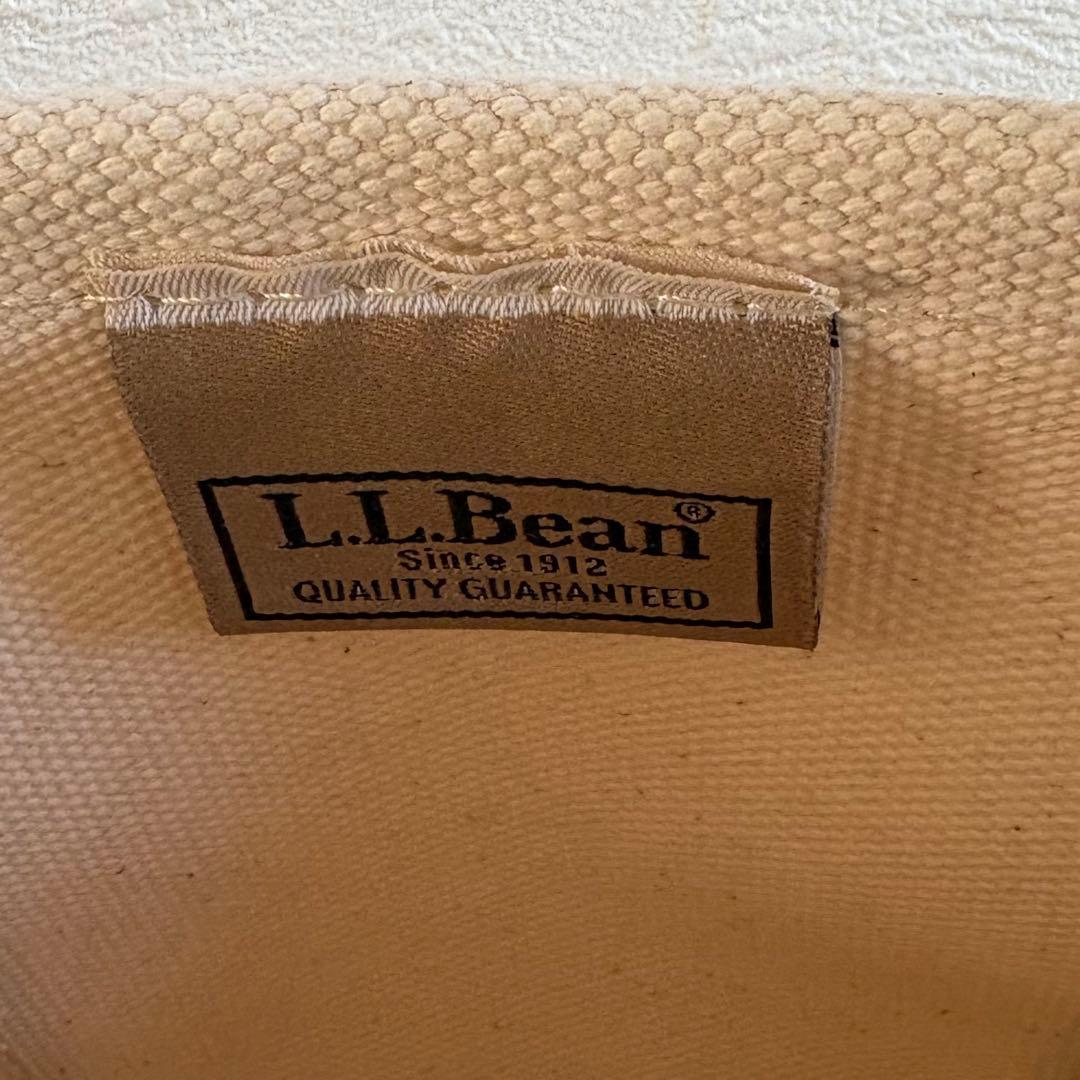 L.L.Bean®
Since 1912
QUALITY GUARANTEED